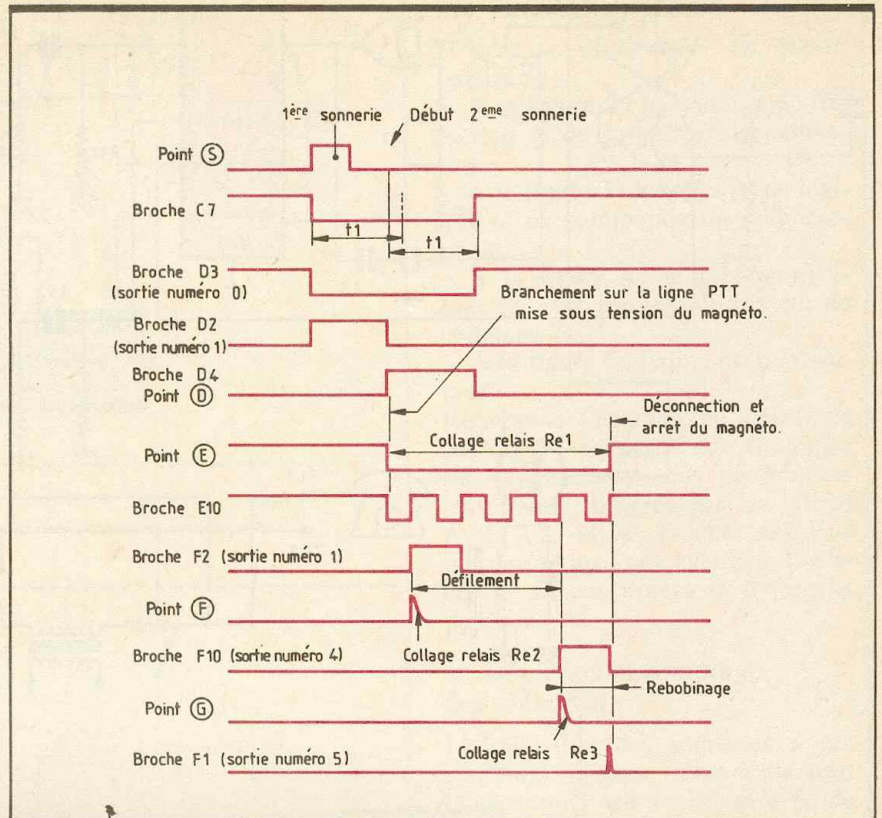 1ère sonnerie
Début 2eme sonnerie
Point Ⓢ
Broche C7
t1
t1
Broche D3
(sortie numéro 0)
Branchement sur la ligne PTT
mise sous tension du magnéto.
Broche D2
(sortie numéro 1)
Broche D4
Point Ⓓ
Déconnection et
arrêt du magnéto.
Point Ⓔ
Collage relais Re1
Broche E10
Broche F2 (sortie numéro 1)
Défilement
Point Ⓕ
Collage relais Re2
Broche F10 (sortie numéro 4)
Rebobinage
Point Ⓖ
Collage relais Re3
Broche F1 (sortie numéro 5)